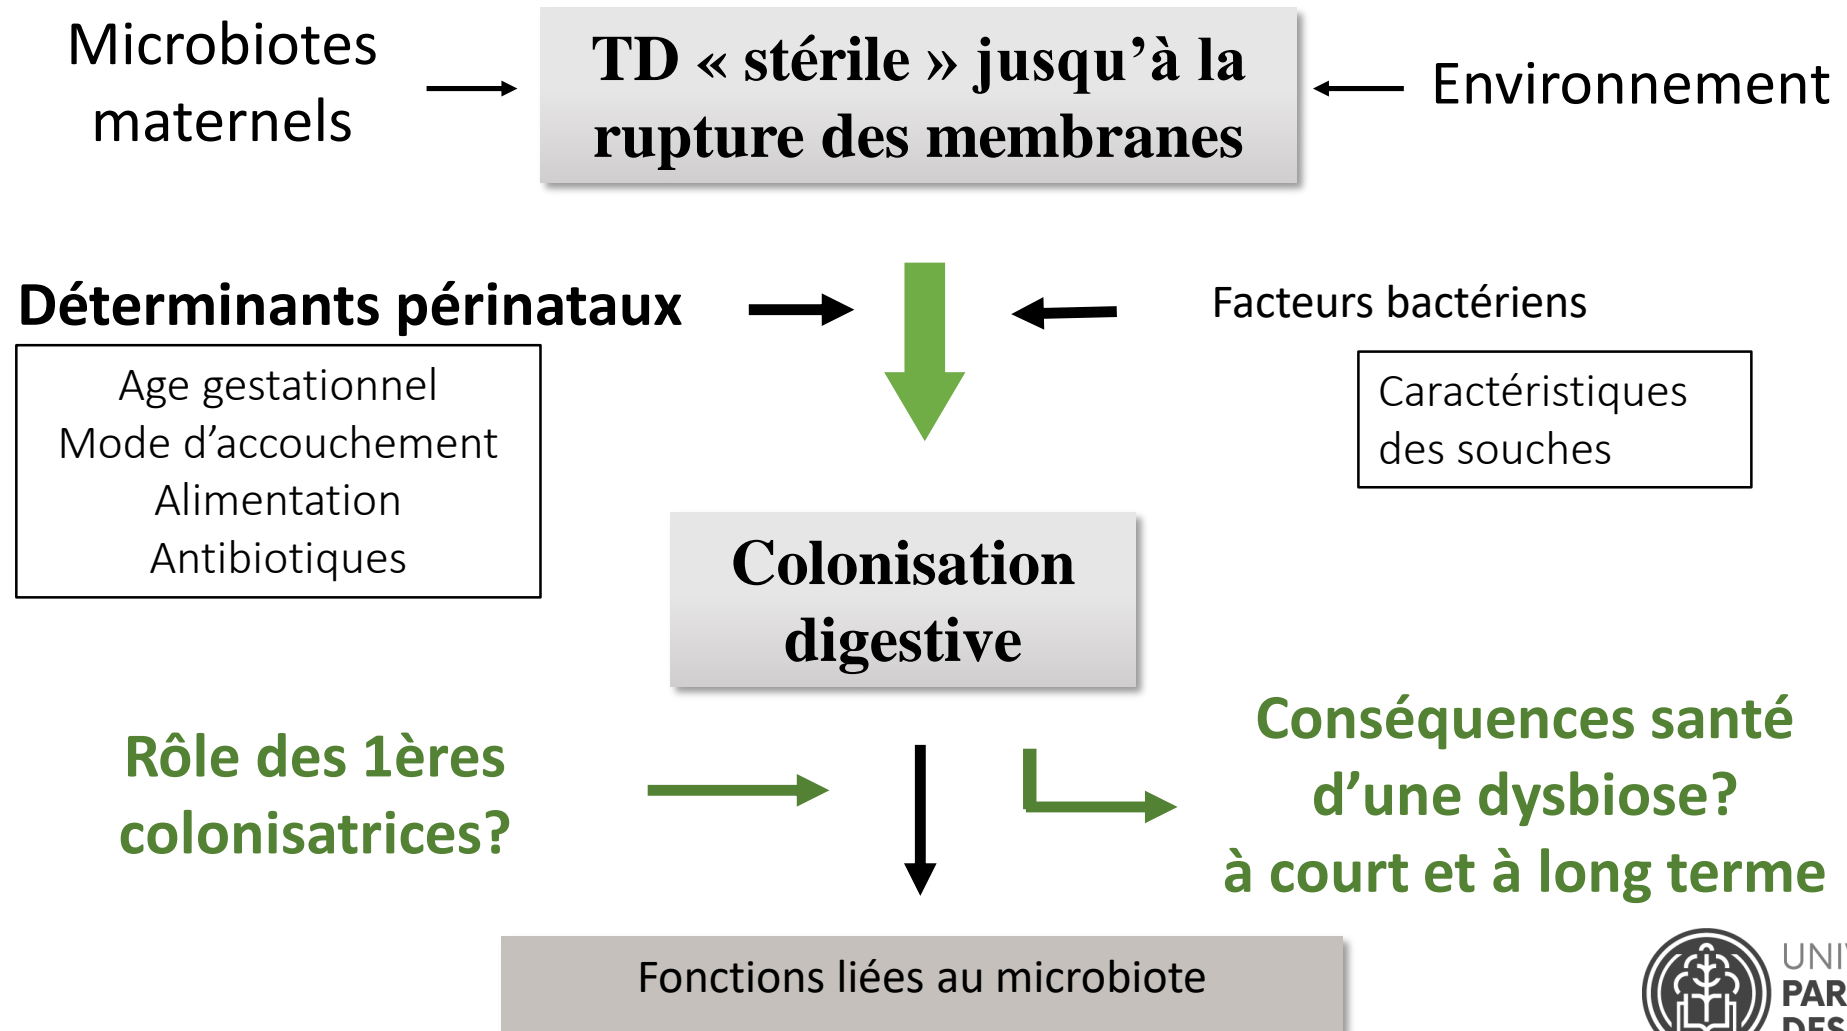 Microbiotes
maternels
TD « stérile » jusqu’à la
rupture des membranes
Environnement
Déterminants périnataux
Facteurs bactériens
Age gestationnel
Mode d’accouchement
Alimentation
Antibiotiques
Caractéristiques
des souches
Colonisation
digestive
Rôle des 1ères
colonisatrices?
Conséquences santé
d’une dysbiose?
à court et à long terme
Fonctions liées au microbiote